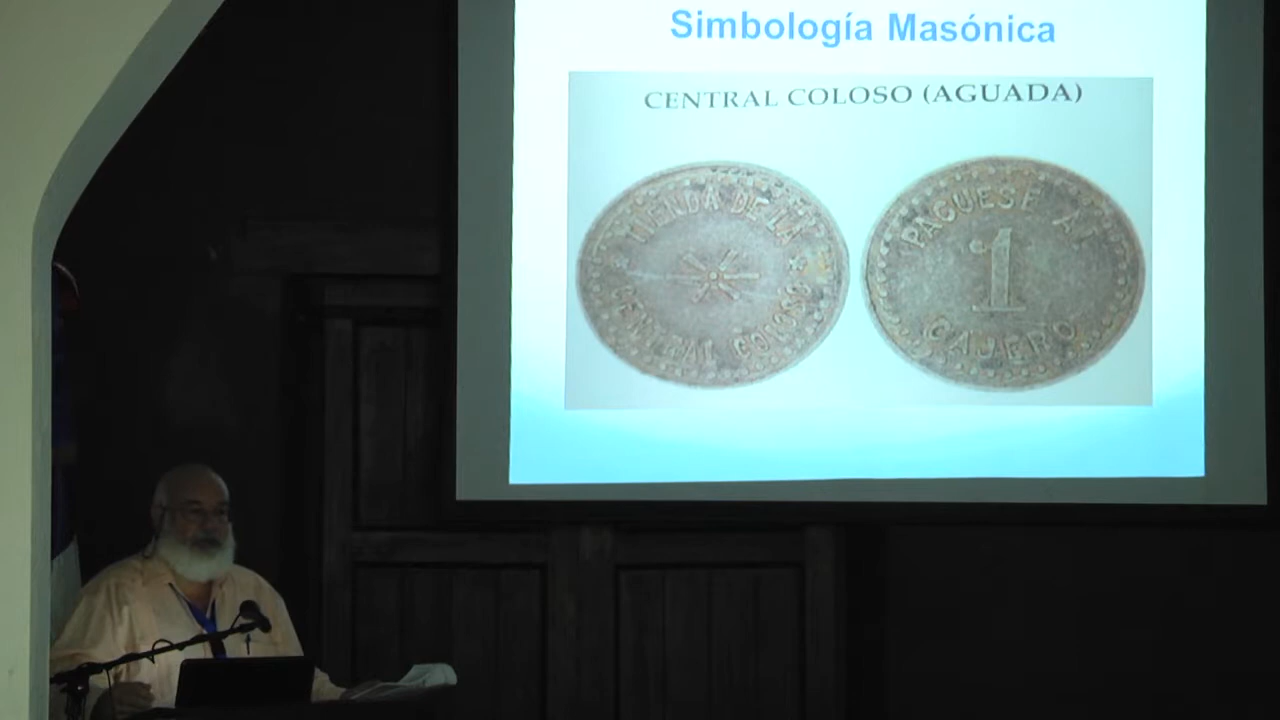 Simbología Masónica
CENTRAL COLOSO (AGUADA)
TIENDA DE LA
CENTRAL COLOSO
PAGUESE AL
1
CAJERO